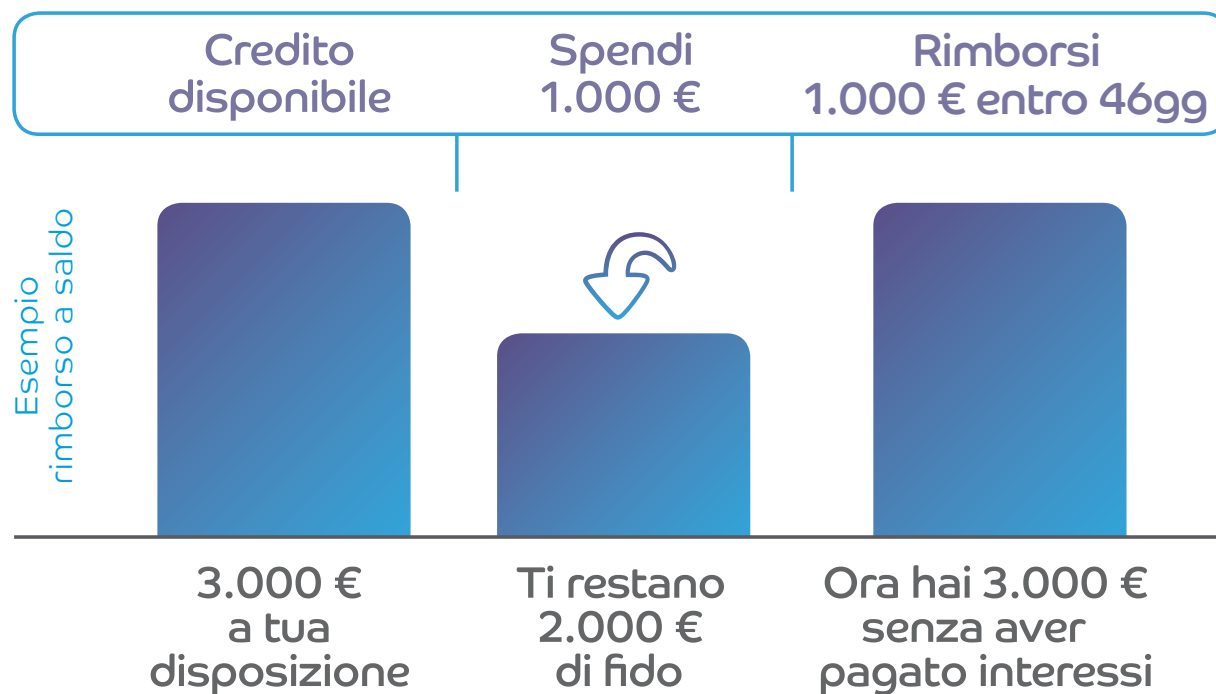 Credito
disponibile
Spendi
1.000 €
Rimborsi
1.000 € entro 46gg
Esempio
rimborso a saldo
3.000 €
a tua
disposizione
Ti restano
2.000 €
di fido
Ora hai 3.000 €
senza aver
pagato interessi